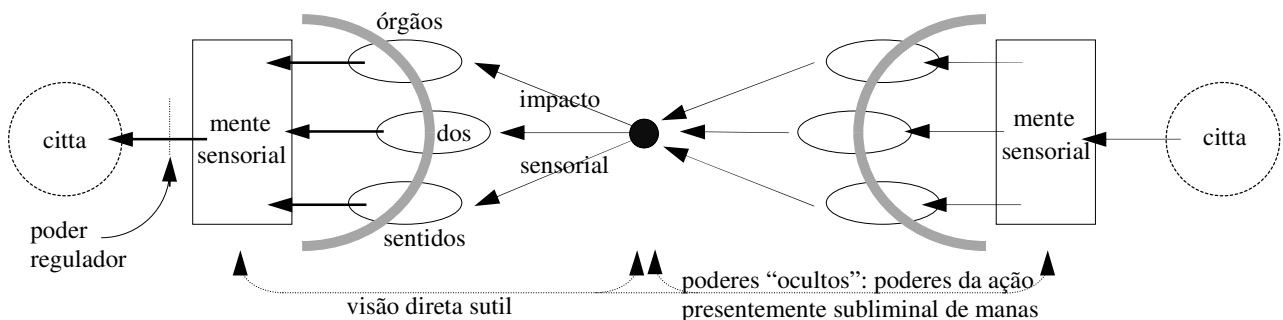 órgãos
impacto
mente
sensorial
citta
dos
sensorial
sentidos
poder
regulador
visão direta sutil
mente
sensorial
citta
poderes “ocultos”: poderes da ação
presentemente subliminal de manas